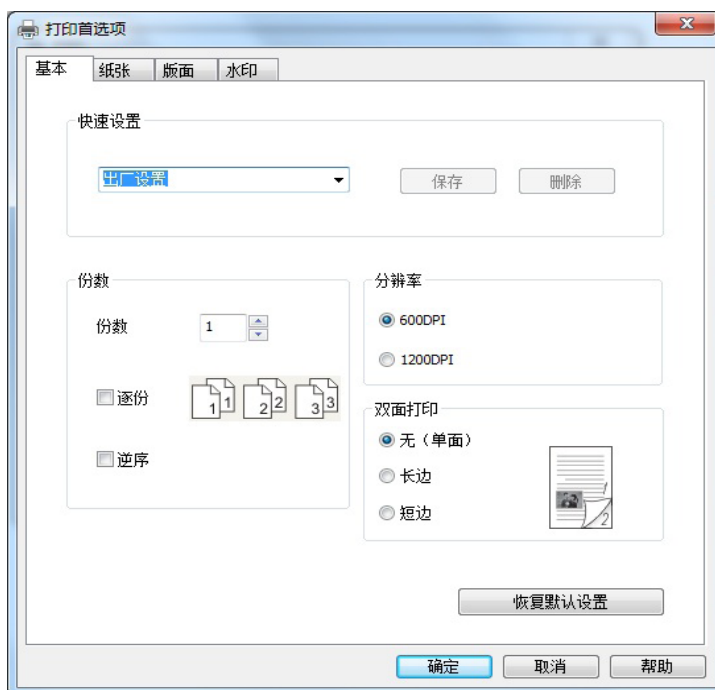 打印首选项
基本 纸张 版面 水印
快速设置
出厂设置 保存 删除
份数
份数 1
逐份 1 1 2 2 3 3
逆序
分辨率
600DPI
1200DPI
双面打印
无（单面）
长边
短边
1
2
恢复默认设置
确定 取消 帮助